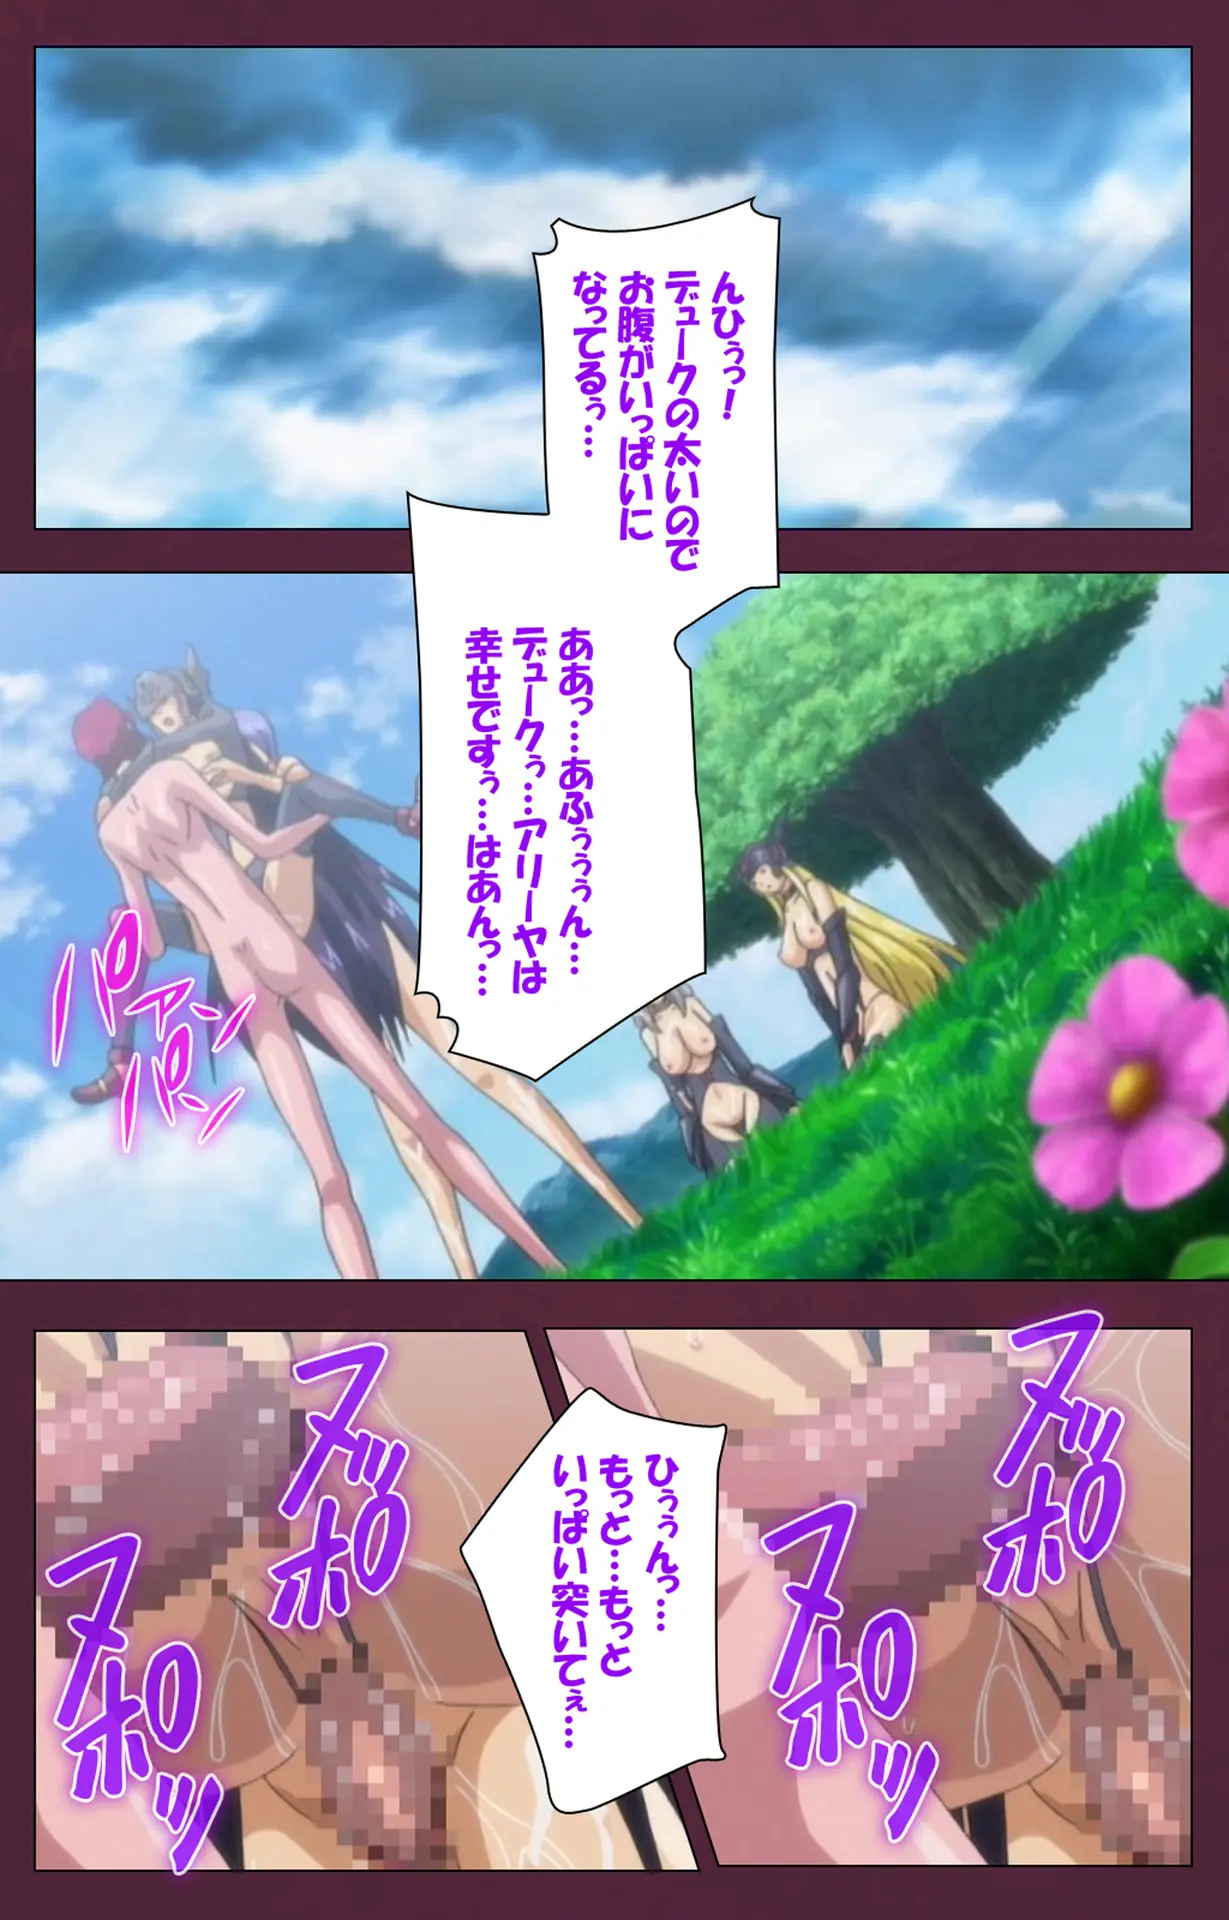 んひぅっ！
デュークの太いので
お腹がいっぱいに
なってるぅ…
ああっ…あふぅぅぅん…
デュークぅ…アリーヤは
幸せですぅ…はあんっ…
パアン
パン
ヌッポ
ヌッポ
ヌポ
ヌポッ
ひぅぅんっ…
もっと…もっと
いっぱい突いてぇ…